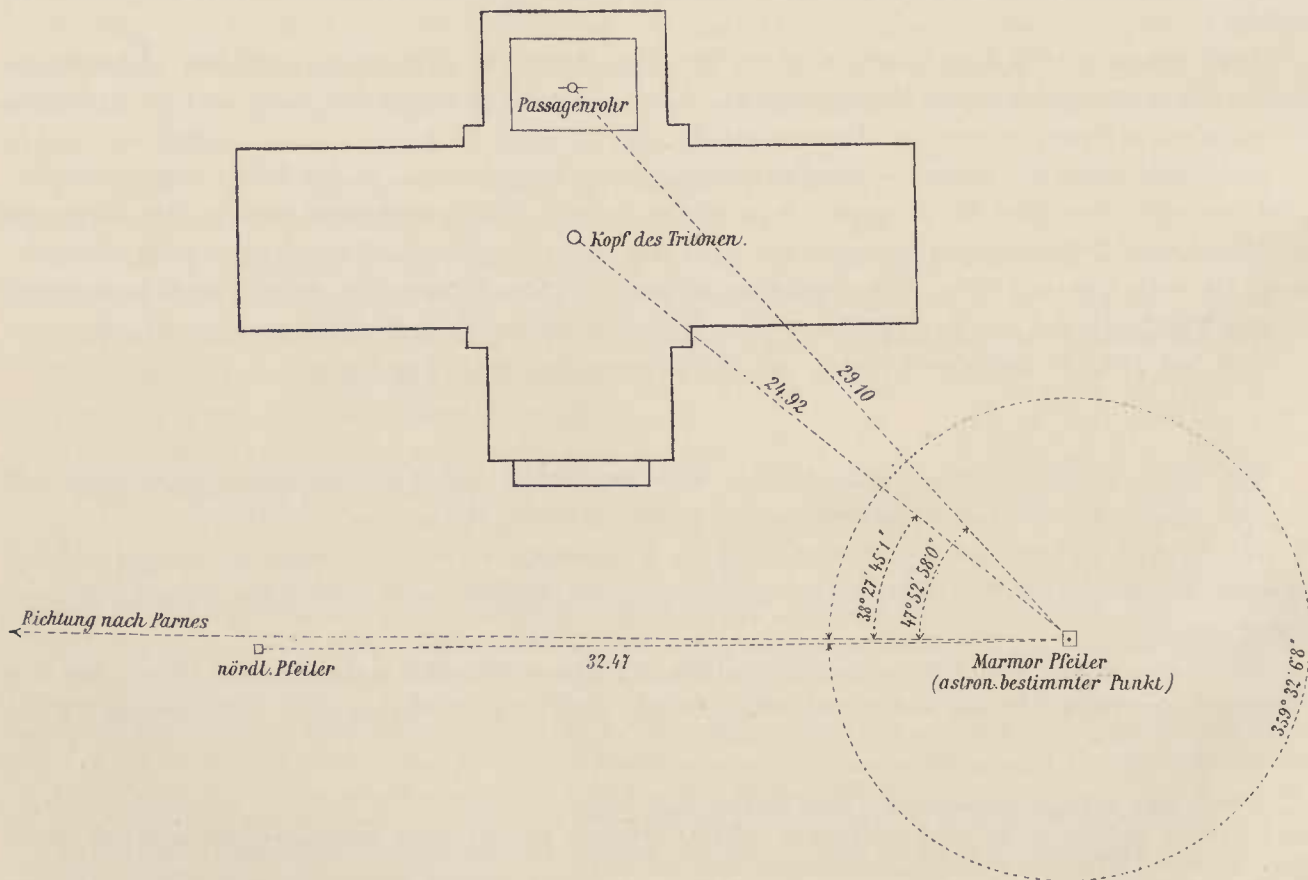 Passagenrohr
Kopf des Tritonen.
24.92
29.10
38° 27' 45·1"
47° 52' 58·0"
Richtung nach Parnes
nördl. Pfeiler
32.47
Marmor Pfeiler
(astron. bestimmter Punkt)
359° 32' 6·8"